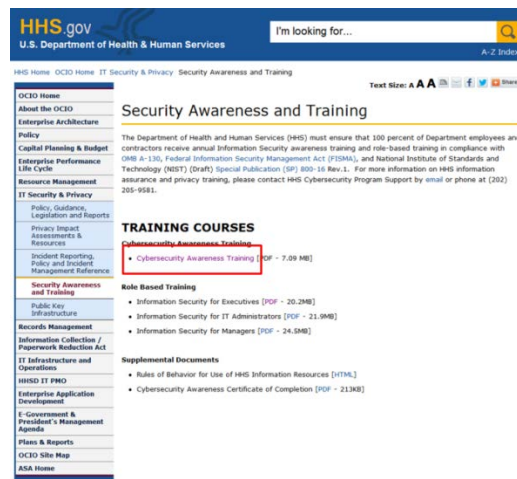 HHS.gov
U.S. Department of Health & Human Services
I'm looking for...
A-Z Index
HHS Home OCIO Home IT Security & Privacy Security Awareness and Training
Text Size: A A A
Share
OCIO Home
About the OCIO
Enterprise Architecture
Policy
Capital Planning & Budget
Enterprise Performance
Life Cycle
Resource Management
IT Security & Privacy
Policy, Guidance,
Legislation and Reports
Privacy Impact
Assessments &
Resources
Incident Reporting,
Policy and Incident
Management Reference
Security Awareness
and Training
Public Key
Infrastructure
Records Management
Information Collection /
Paperwork Reduction Act
IT Infrastructure and
Operations
HHSD IT PMO
Enterprise Application
Development
E-Government &
President's Management
Agenda
Plans & Reports
OCIO Site Map
ASA Home
Security Awareness and Training
The Department of Health and Human Services (HHS) must ensure that 100 percent of Department employees and
contractors receive annual Information Security awareness training and role-based training in compliance with
OMB A-130, Federal Information Security Management Act (FISMA), and National Institute of Standards and
Technology (NIST) (Draft) Special Publication (SP) 800-16 Rev.1. For more information on HHS information
assurance and privacy training, please contact HHS Cybersecurity Program Support by email or phone at (202)
205-9581.
TRAINING COURSES
Cybersecurity Awareness Training
• Cybersecurity Awareness Training [PDF - 7.09 MB]
Role Based Training
• Information Security for Executives [PDF - 20.2MB]
• Information Security for IT Administrators [PDF - 21.9MB]
• Information Security for Managers [PDF - 24.5MB]
Supplemental Documents
• Rules of Behavior for Use of HHS Information Resources [HTML]
• Cybersecurity Awareness Certificate of Completion [PDF - 213KB]